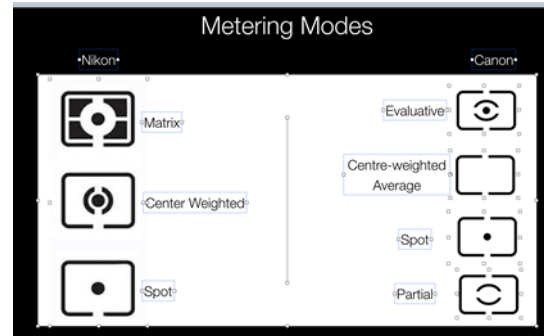 Metering Modes
•Nikon•
•Canon•
Matrix
Center Weighted
Spot
Evaluative
Centre-weighted
Average
Spot
Partial